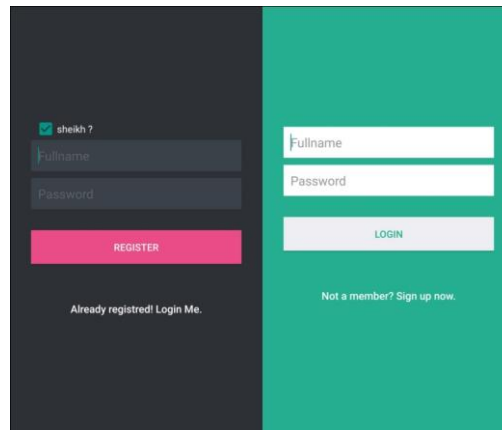 sheikh ?
Fullname
Password
REGISTER
Already registred! Login Me.
Fullname
Password
LOGIN
Not a member? Sign up now.